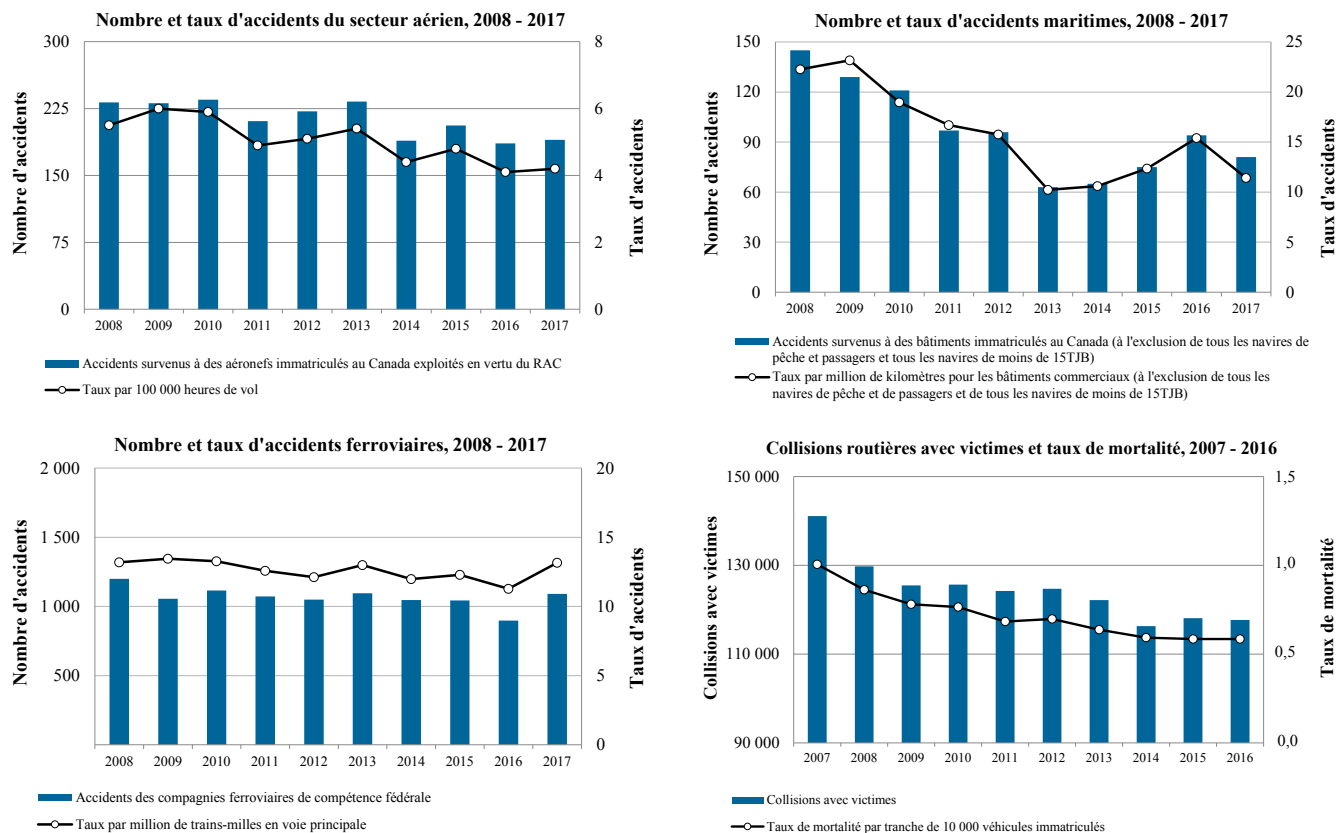 Nombre et taux d'accidents du secteur aérien, 2008 - 2017
300
225
150
75
0
8
6
4
2
0
Nombre d'accidents
Taux d'accidents
2008 2009 2010 2011 2012 2013 2014 2015 2016 2017
Accidents survenus à des aéronefs immatriculés au Canada exploités en vertu du RAC
Taux par 100 000 heures de vol
Nombre et taux d'accidents maritimes, 2008 - 2017
150
120
90
60
30
0
25
20
15
10
5
0
Nombre d'accidents
Taux d'accidents
2008 2009 2010 2011 2012 2013 2014 2015 2016 2017
Accidents survenus à des bâtiments immatriculés au Canada (à l'exclusion de tous les navires de
pêche et passagers et tous les navires de moins de 15TJB)
Taux par million de kilomètres pour les bâtiments commerciaux (à l'exclusion de tous les
navires de pêche et de passagers et de tous les navires de moins de 15TJB)
Nombre et taux d'accidents ferroviaires, 2008 - 2017
2 000
1 500
1 000
500
20
15
10
5
0
Nombre d'accidents
Taux d'accidents
2008 2009 2010 2011 2012 2013 2014 2015 2016 2017
Accidents des compagnies ferroviaires de compétence fédérale
Taux par million de trains-milles en voie principale
Collisions routières avec victimes et taux de mortalité, 2007 - 2016
150 000
130 000
110 000
90 000
1,5
1,0
0,5
0,0
Collisions avec victimes
Taux de mortalité
2007 2008 2009 2010 2011 2012 2013 2014 2015 2016
Collisions avec victimes
Taux de mortalité par tranche de 10 000 véhicules immatriculés